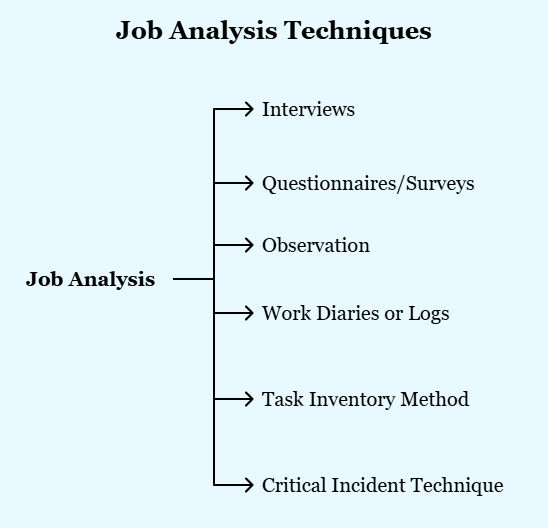 Job Analysis Techniques
Interviews
Questionnaires/Surveys
Observation
Job Analysis
Work Diaries or Logs
Task Inventory Method
Critical Incident Technique